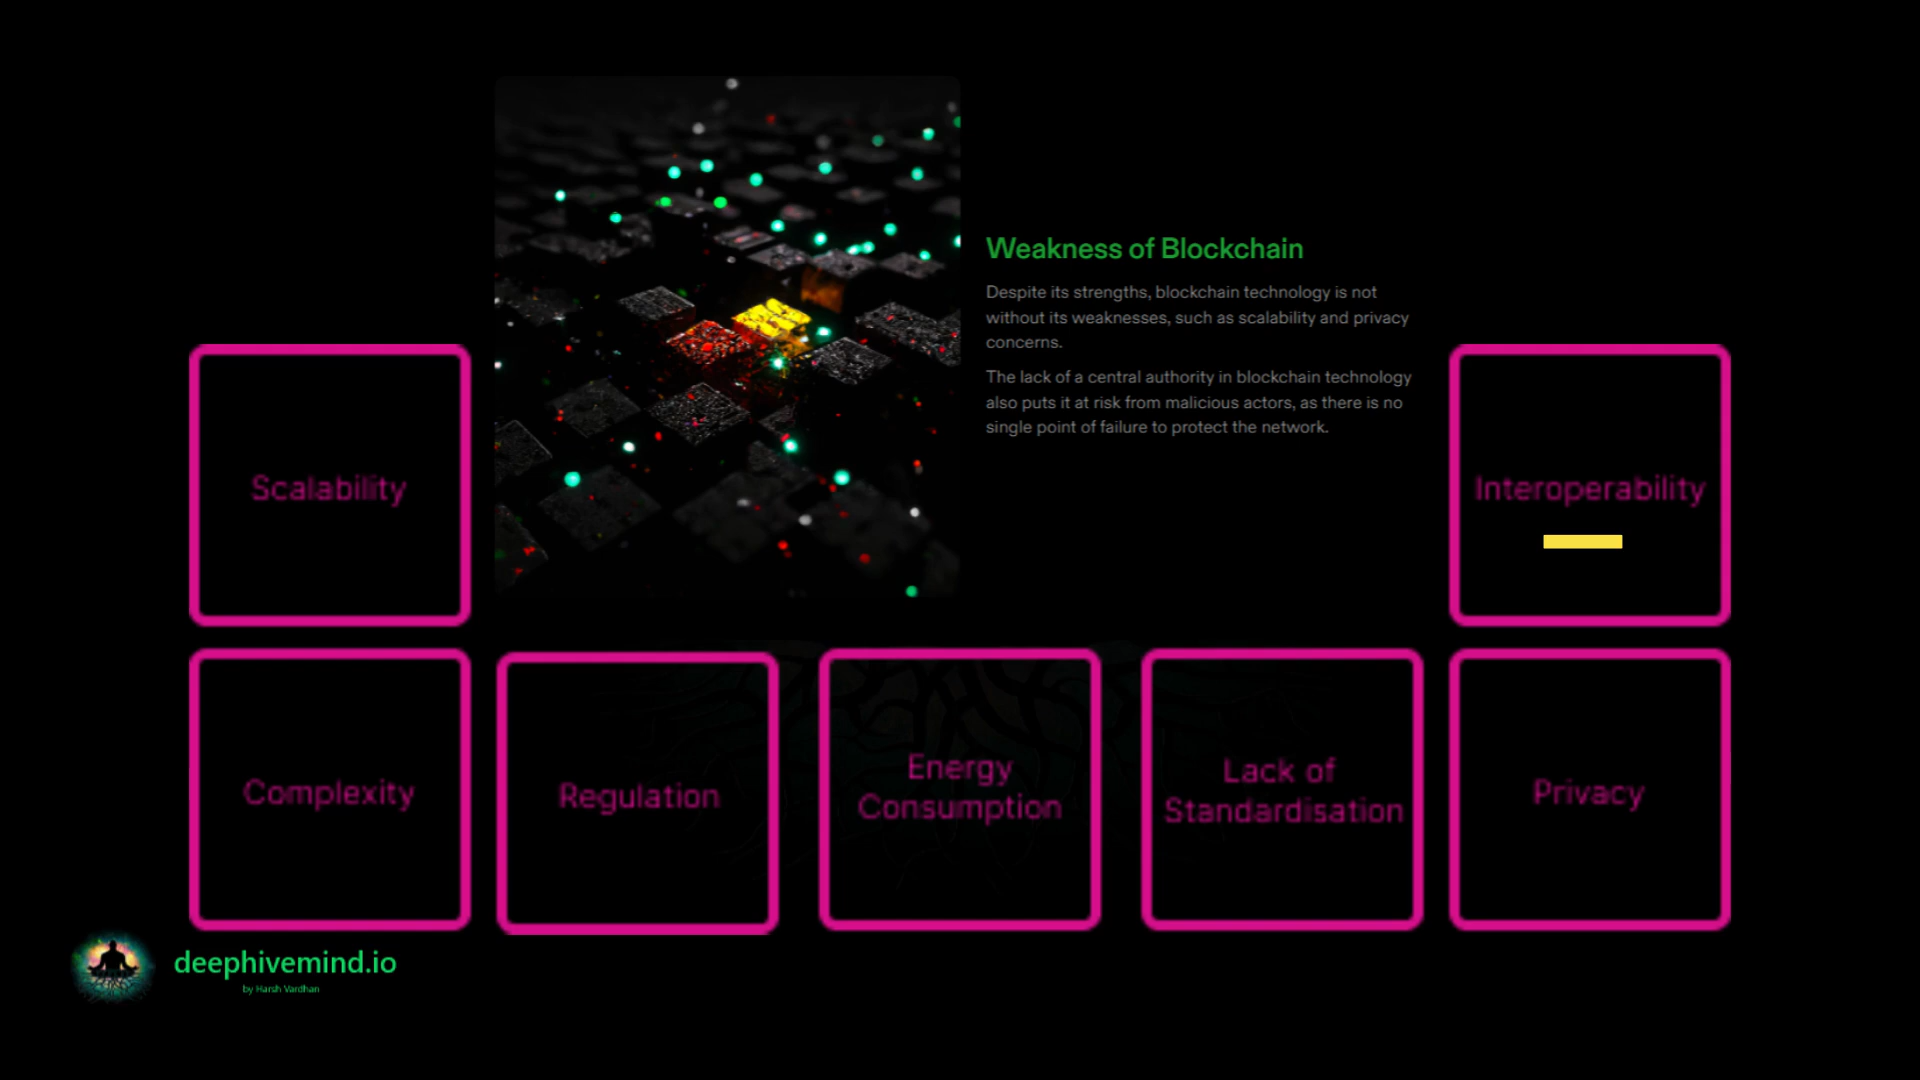 Weakness of Blockchain
Despite its strengths, blockchain technology is not
without its weaknesses, such as scalability and privacy
concerns.
The lack of a central authority in blockchain technology
also puts it at risk from malicious actors, as there is no
single point of failure to protect the network.
Scalability
Interoperability
Complexity
Regulation
Energy
Consumption
Lack of
Standardisation
Privacy
deephivemind.io
by Harsh Vardhan